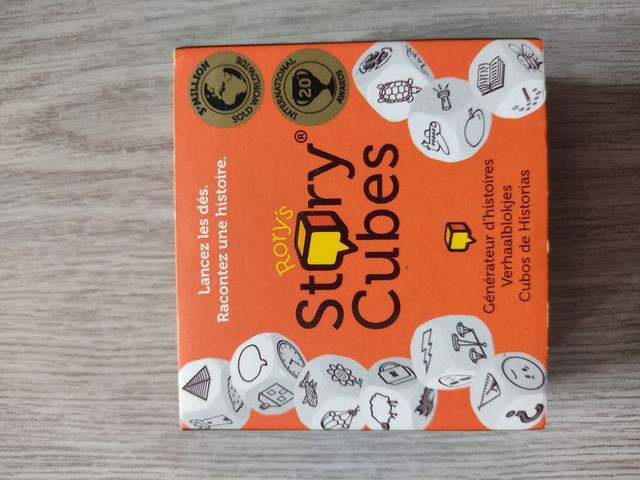 3+ MILLION
SOLD WORLDWIDE
INTERNATIONAL
20
AWARDS
Lancez les dés.
Racontez une histoire.
Rory's
Story
Cubes®
Générateur d'histoires
Verhaalblokjes
Cubos de Historias
?